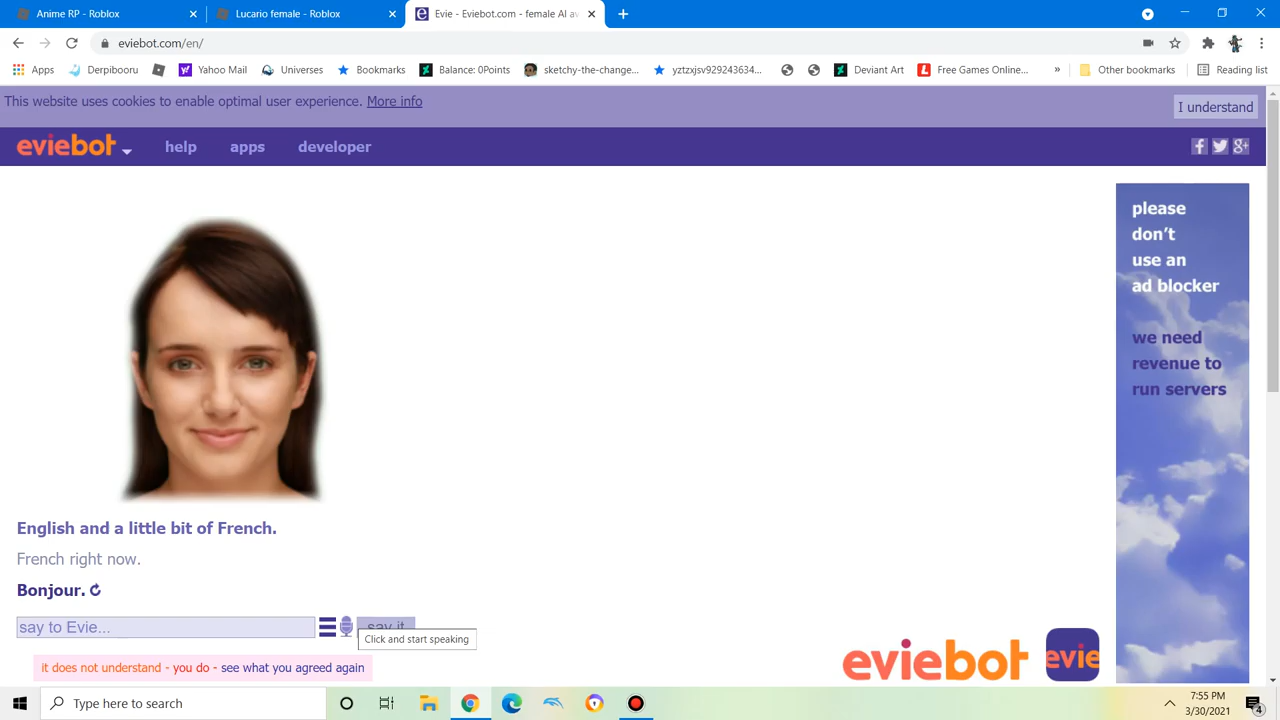 Anime RP - Roblox
Lucario female - Roblox
Evie - Eviebot.com - female AI av
eviebot.com/en/
Apps
Derpibooru
Yahoo Mail
Universes
Bookmarks
Balance: 0Points
sketchy-the-change...
yztzxjsv929243634...
Deviant Art
Free Games Online...
»
Other bookmarks
Reading list
This website uses cookies to enable optimal user experience. More info
I understand
eviebot
help
apps
developer
please
don't
use an
ad blocker
we need
revenue to
run servers
English and a little bit of French.
French right now.
Bonjour.
say to Evie...
say it
Click and start speaking
it does not understand - you do - see what you agreed again
eviebot
evie
Type here to search
7:55 PM
3/30/2021
4